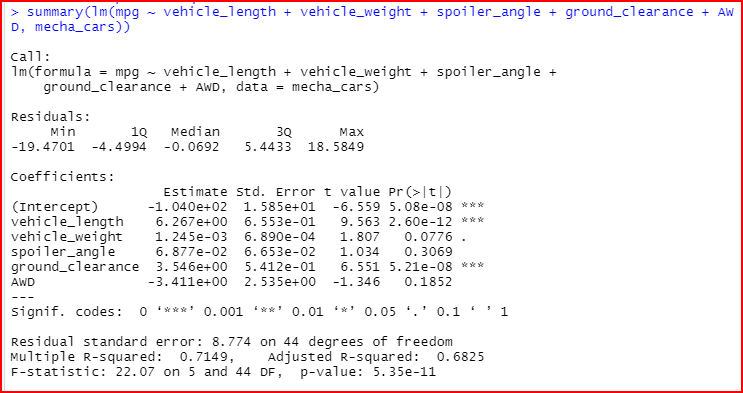 > summary(lm(mpg ~ vehicle_length + vehicle_weight + spoiler_angle + ground_clearance + AW
D, mecha_cars))
Call:
lm(formula = mpg ~ vehicle_length + vehicle_weight + spoiler_angle +
    ground_clearance + AWD, data = mecha_cars)
Residuals:
     Min       1Q   Median       3Q      Max
-19.4701  -4.4994  -0.0692   5.4433  18.5849
Coefficients:
                   Estimate Std. Error t value Pr(>|t|)
(Intercept)      -1.040e+02  1.585e+01  -6.559 5.08e-08 ***
vehicle_length    6.267e+00  6.553e-01   9.563 2.60e-12 ***
vehicle_weight    1.245e-03  6.890e-04   1.807   0.0776 .
spoiler_angle     6.877e-02  6.653e-02   1.034   0.3069
ground_clearance  3.546e+00  5.412e-01   6.551 5.21e-08 ***
AWD              -3.411e+00  2.535e+00  -1.346   0.1852
---
Signif. codes:  0 ‘***’ 0.001 ‘**’ 0.01 ‘*’ 0.05 ‘.’ 0.1 ‘ ’ 1
Residual standard error: 8.774 on 44 degrees of freedom
Multiple R-squared:  0.7149,    Adjusted R-squared:  0.6825
F-statistic: 22.07 on 5 and 44 DF,  p-value: 5.35e-11